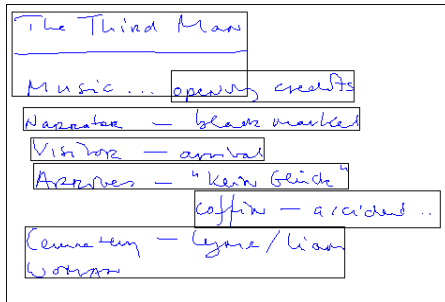 The Third Man
Music ... opening credits
Narrator — black market
Visitor — arrival
Arrives — "Kein Glück"
Coffin — accident ..
Cemetery — Lyme/Liam
WOMAN